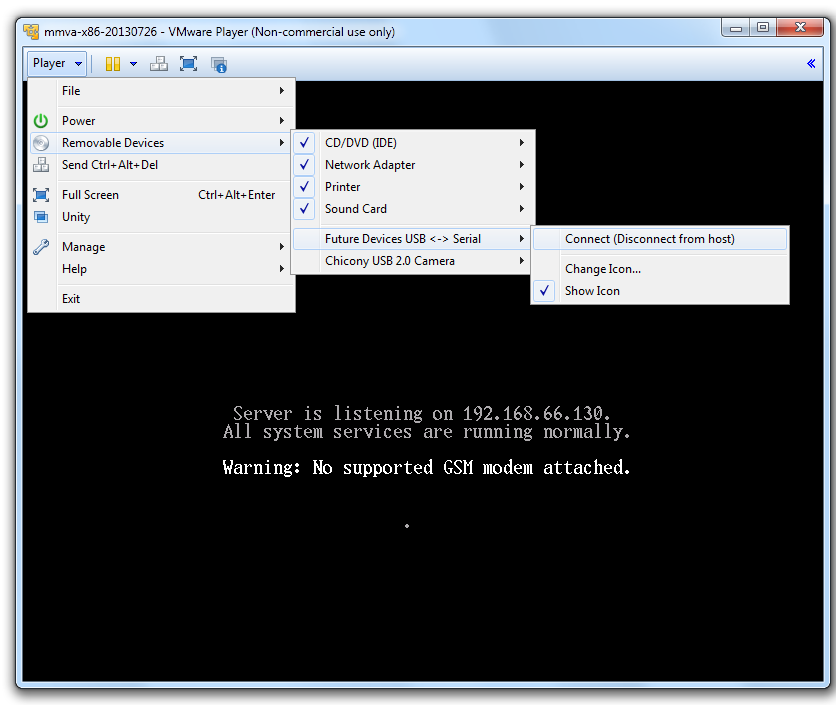 mmva-x86-20130726 - VMware Player (Non-commercial use only)
Player
File
Power
Removable Devices
Send Ctrl+Alt+Del
Full Screen Ctrl+Alt+Enter
Unity
Manage
Help
Exit
CD/DVD (IDE)
Network Adapter
Printer
Sound Card
Future Devices USB <-> Serial
Chicony USB 2.0 Camera
Connect (Disconnect from host)
Change Icon...
Show Icon
Server is listening on 192.168.66.130.
All system services are running normally.
Warning: No supported GSM modem attached.
.